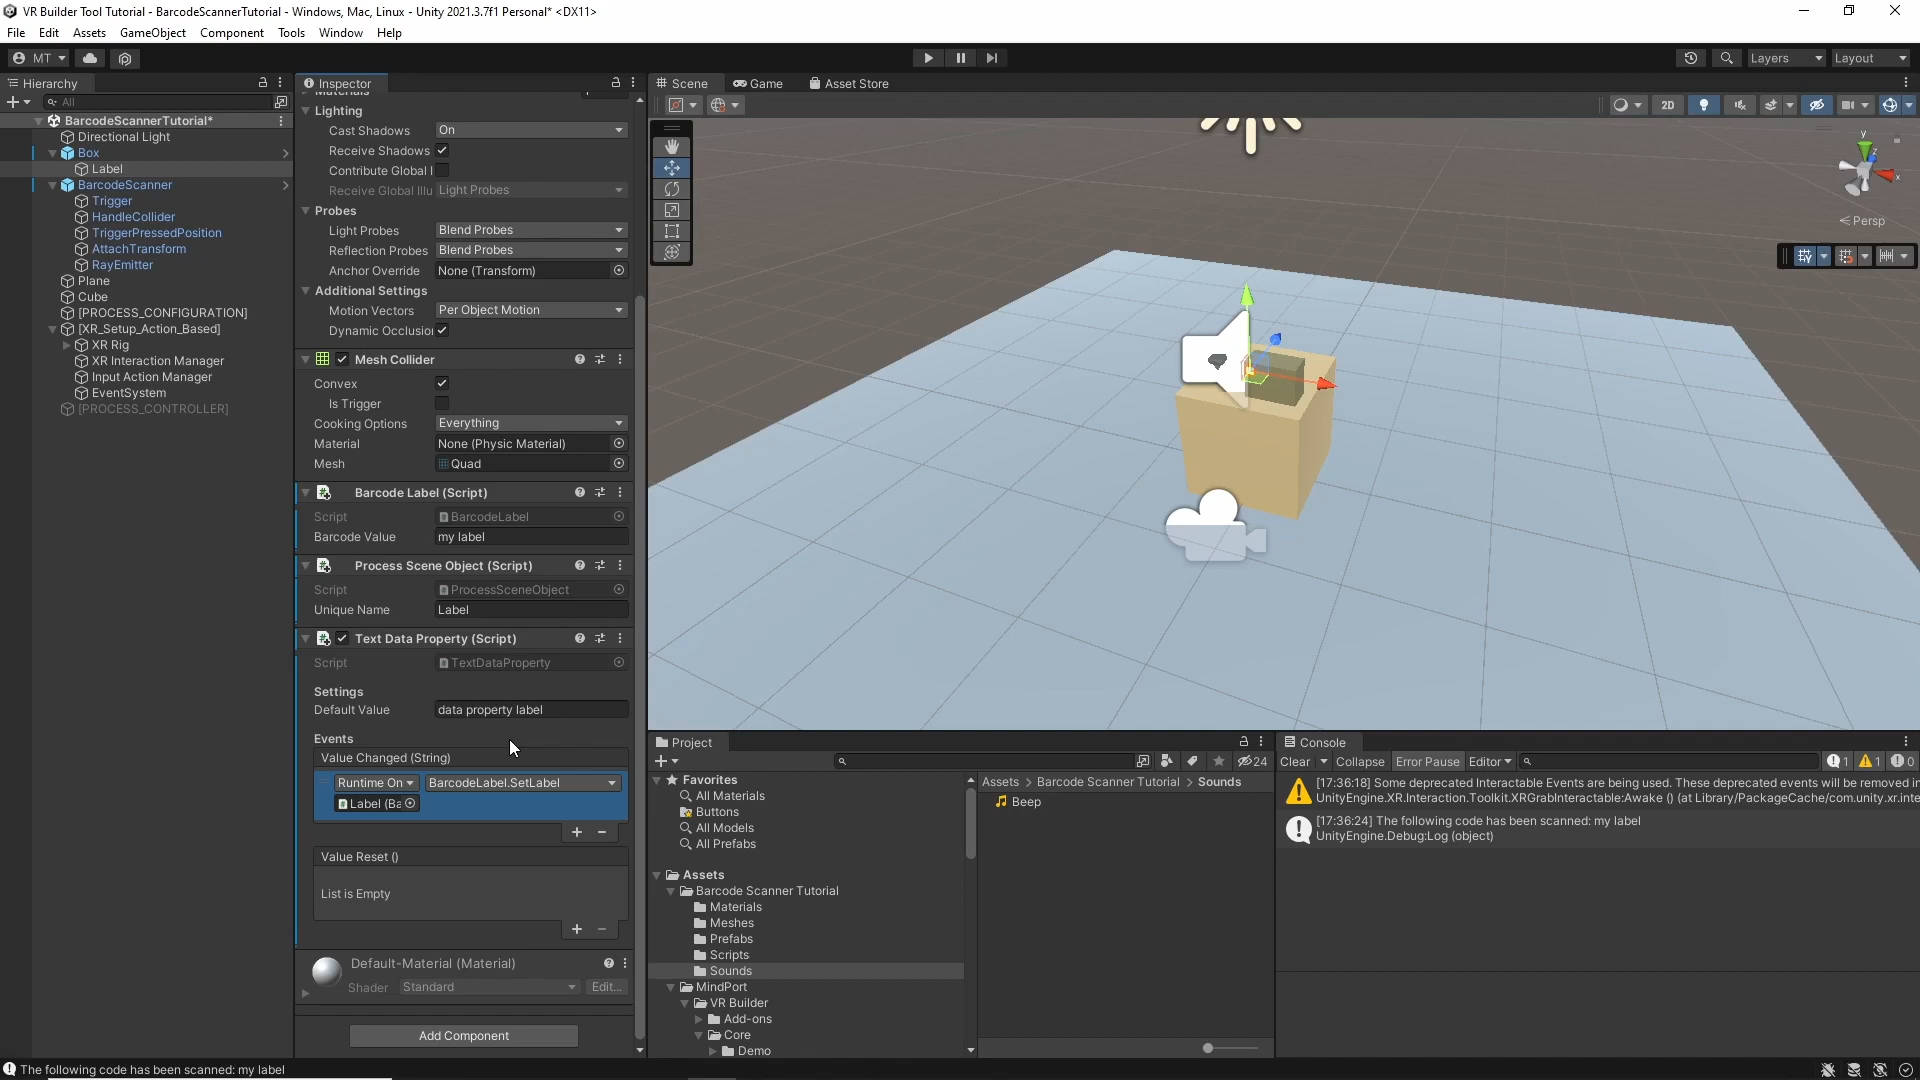 VR Builder Tool Tutorial - BarcodeScannerTutorial - Windows, Mac, Linux - Unity 2021.3.7f1 Personal* <DX11>
File Edit Assets GameObject Component Tools Window Help
MT Layers Layout
Hierarchy
All
BarcodeScannerTutorial*
Directional Light
Box
Label
BarcodeScanner
Trigger
HandleCollider
TriggerPressedPosition
AttachTransform
RayEmitter
Plane
Cube
[PROCESS_CONFIGURATION]
[XR_Setup_Action_Based]
XR Rig
XR Interaction Manager
Input Action Manager
EventSystem
[PROCESS_CONTROLLER]
Inspector
Materials
Lighting
Cast Shadows On
Receive Shadows
Contribute Global I
Receive Global Illu Light Probes
Probes
Light Probes Blend Probes
Reflection Probes Blend Probes
Anchor Override None (Transform)
Additional Settings
Motion Vectors Per Object Motion
Dynamic Occlusion
Mesh Collider
Convex
Is Trigger
Cooking Options Everything
Material None (Physic Material)
Mesh Quad
Barcode Label (Script)
Script BarcodeLabel
Barcode Value my label
Process Scene Object (Script)
Script ProcessSceneObject
Unique Name Label
Text Data Property (Script)
Script TextDataProperty
Settings
Default Value data property label
Events
Value Changed (String)
Runtime On BarcodeLabel.SetLabel
Label (Ba
Value Reset ()
List is Empty
Default-Material (Material)
Shader Standard Edit...
Add Component
Scene Game Asset Store
2D
y
z
x
Persp
Project
24
Favorites
All Materials
Buttons
All Models
All Prefabs
Assets
Barcode Scanner Tutorial
Materials
Meshes
Prefabs
Scripts
Sounds
MindPort
VR Builder
Add-ons
Core
Demo
Assets > Barcode Scanner Tutorial > Sounds
Beep
Console
Clear Collapse Error Pause Editor 1 1 0
[17:36:18] Some deprecated Interactable Events are being used. These deprecated events will be removed in
UnityEngine.XR.Interaction.Toolkit.XRGrabInteractable:Awake () (at Library/PackageCache/com.unity.xr.inte
[17:36:24] The following code has been scanned: my label
UnityEngine.Debug:Log (object)
The following code has been scanned: my label